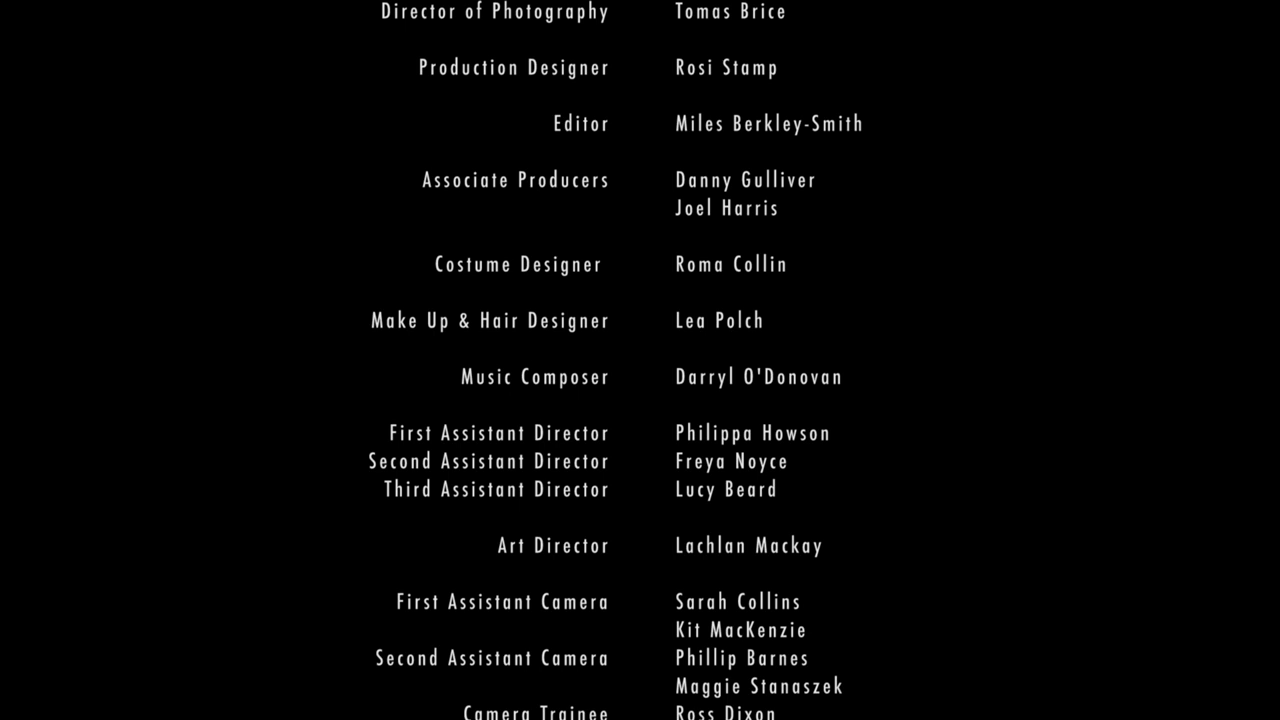 Director of Photography Tomas Brice
Production Designer Rosi Stamp
Editor Miles Berkley-Smith
Associate Producers Danny Gulliver
Joel Harris
Costume Designer Roma Collin
Make Up & Hair Designer Lea Polch
Music Composer Darryl O'Donovan
First Assistant Director Philippa Howson
Second Assistant Director Freya Noyce
Third Assistant Director Lucy Beard
Art Director Lachlan Mackay
First Assistant Camera Sarah Collins
Kit MacKenzie
Second Assistant Camera Phillip Barnes
Maggie Stanaszek
Camera Trainee Ross Dixon